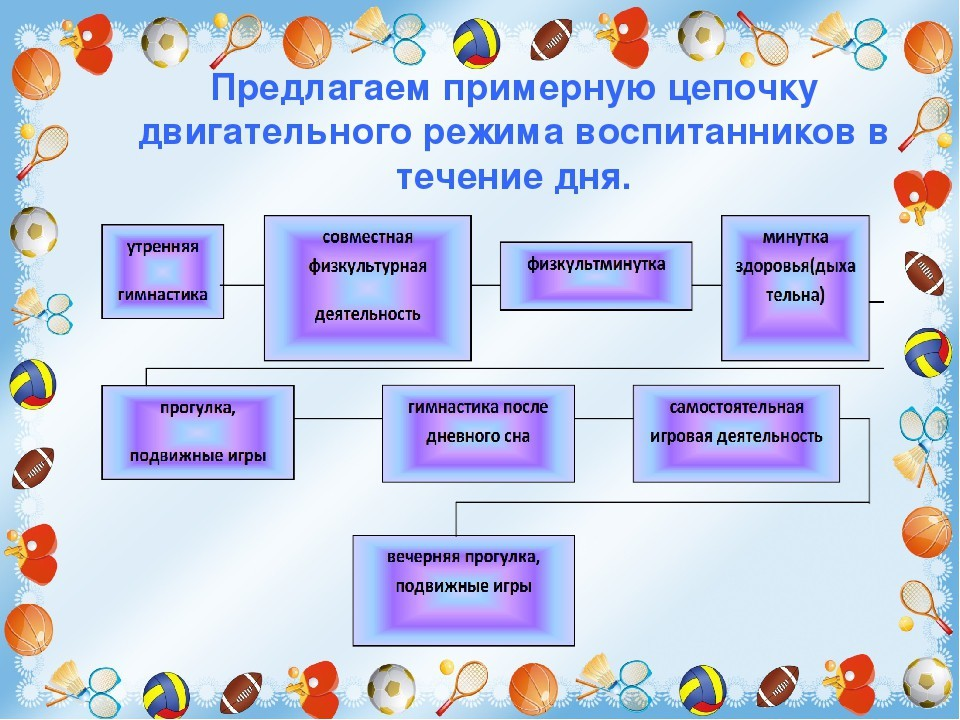 Предлагаем примерную цепочку
двигательного режима воспитанников в
течение дня.
утренняя
гимнастика
совместная
физкультурная
деятельность
физкультминутка
минутка
здоровья(дыха
тельна)
прогулка,
подвижные игры
гимнастика после
дневного сна
самостоятельная
игровая деятельность
вечерняя прогулка,
подвижные игры